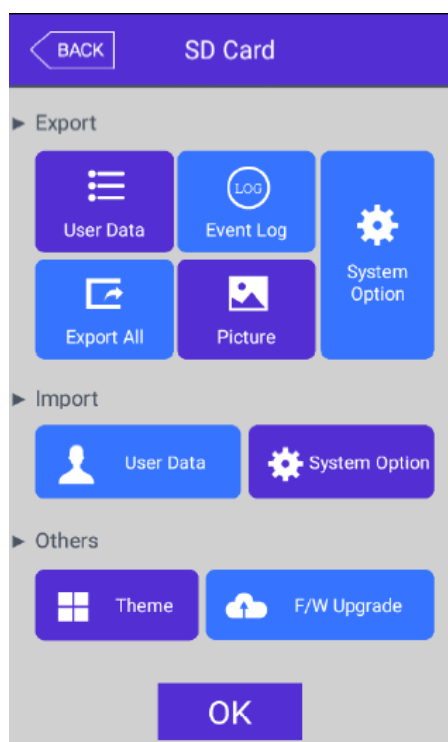 BACK
SD Card
Export
User Data
LOG
Event Log
System
Option
Export All
Picture
Import
User Data
System Option
Others
Theme
F/W Upgrade
OK